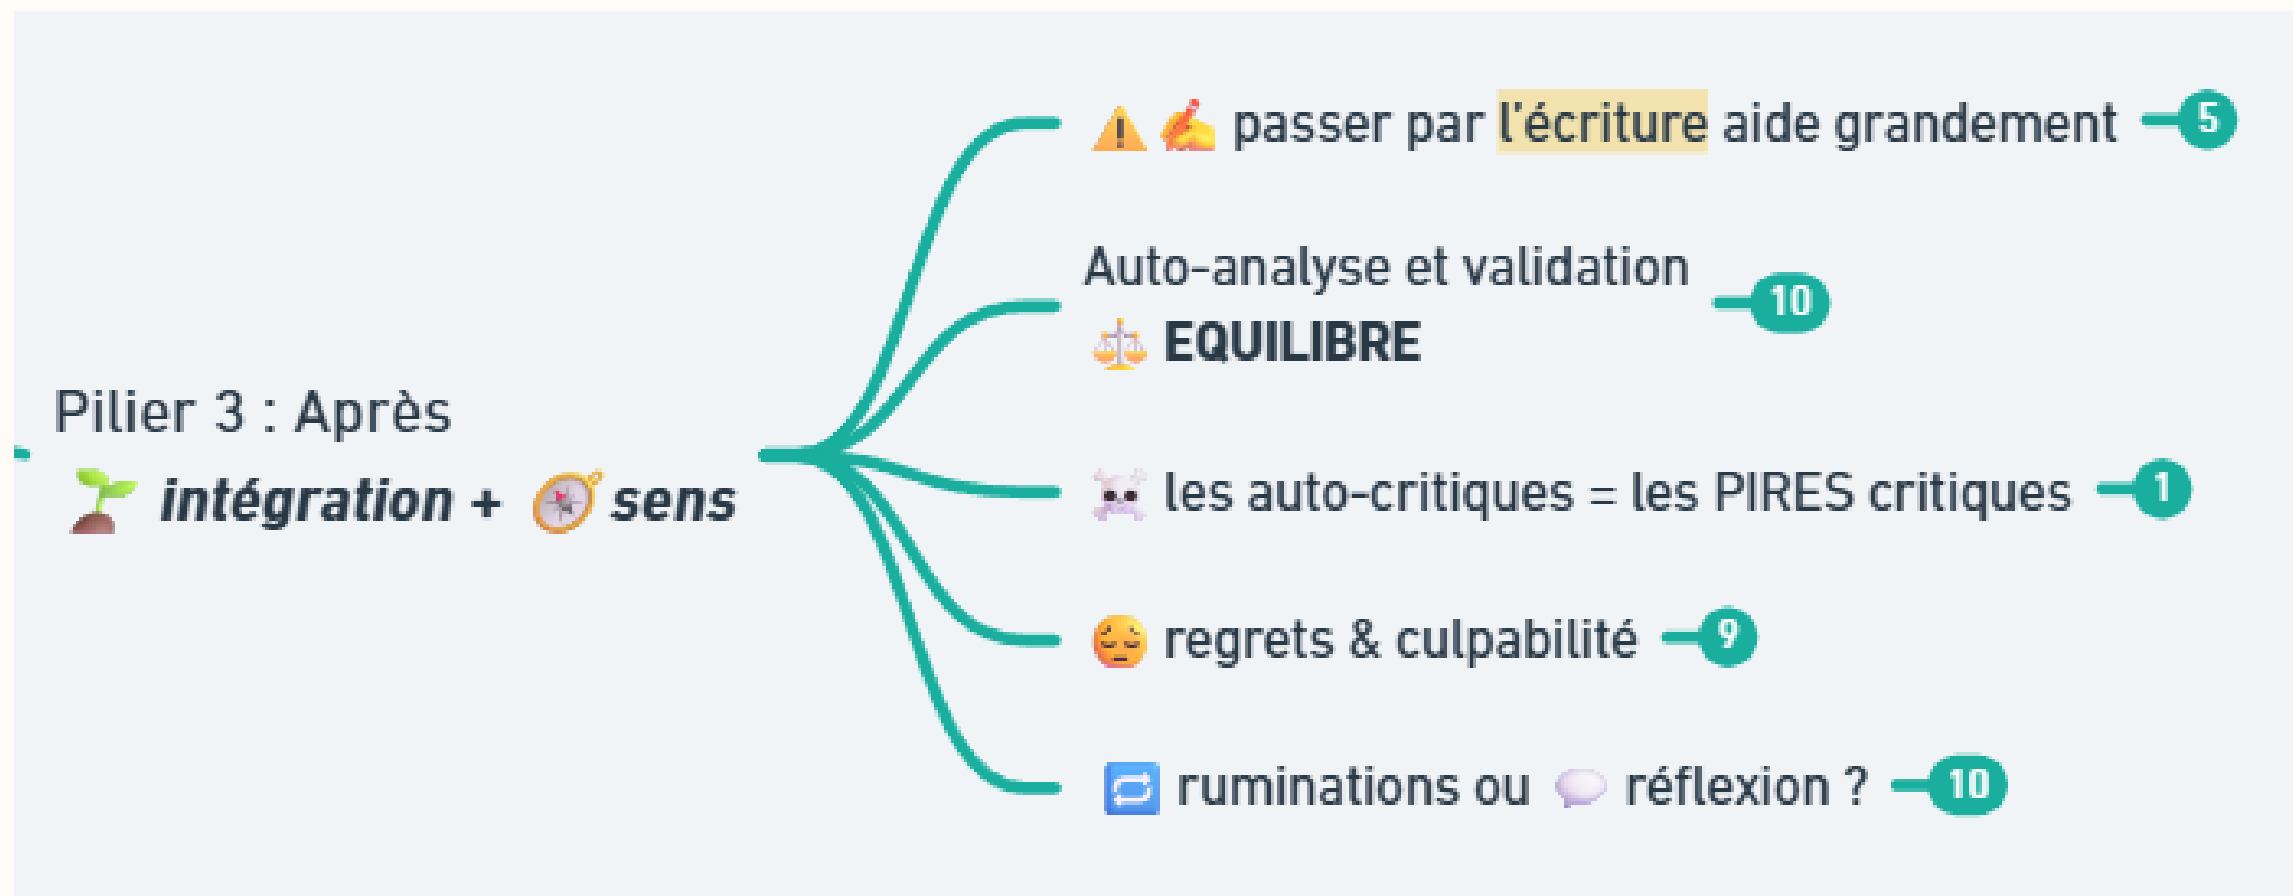 ⚠️ ✍️ passer par l'écriture aide grandement 5
Auto-analyse et validation
⚖️ EQUILIBRE 10
Pilier 3 : Après
🌱 intégration + 🧭 sens
☠️ les auto-critiques = les PIRES critiques 1
😔 regrets & culpabilité 9
🔁 ruminations ou 💬 réflexion ? 10